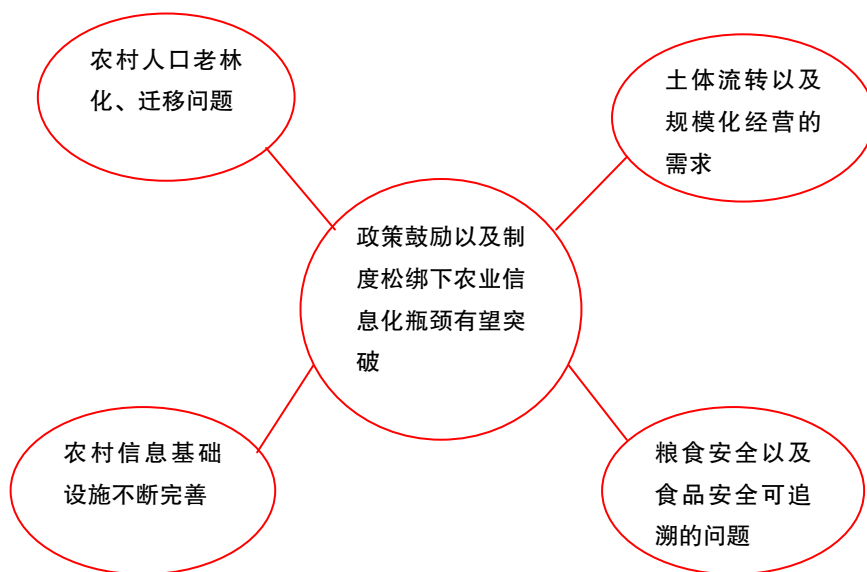 农村人口老林
化、迁移问题
土体流转以及
规模化经营的
需求
政策鼓励以及制
度松绑下农业信
息化瓶颈有望突
破
农村信息基础
设施不断完善
粮食安全以及
食品安全可追
溯的问题